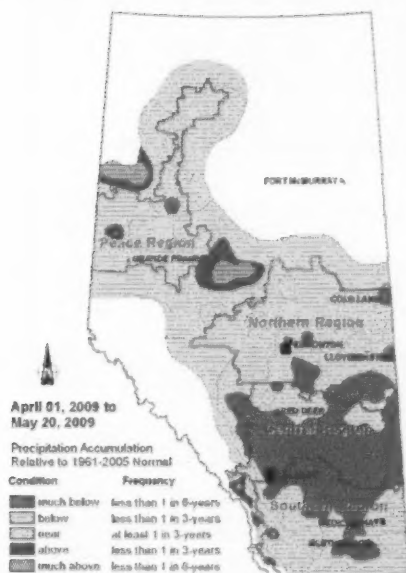 FORT McMURRAY
Peace Region
GRANDE PRAIRIE
COLD LAKE
Northern Region
EDMONTON
LLOYDMINSTER
RED DEER
Central Region
Southern Region
MEDICINE HAT
April 01, 2009 to
May 20, 2009
Precipitation Accumulation
Relative to 1961-2005 Normal
Condition Frequency
much below less than 1 in 6-years
below less than 1 in 3-years
near at least 1 in 3-years
above less than 1 in 3-years
much above less than 1 in 6-years